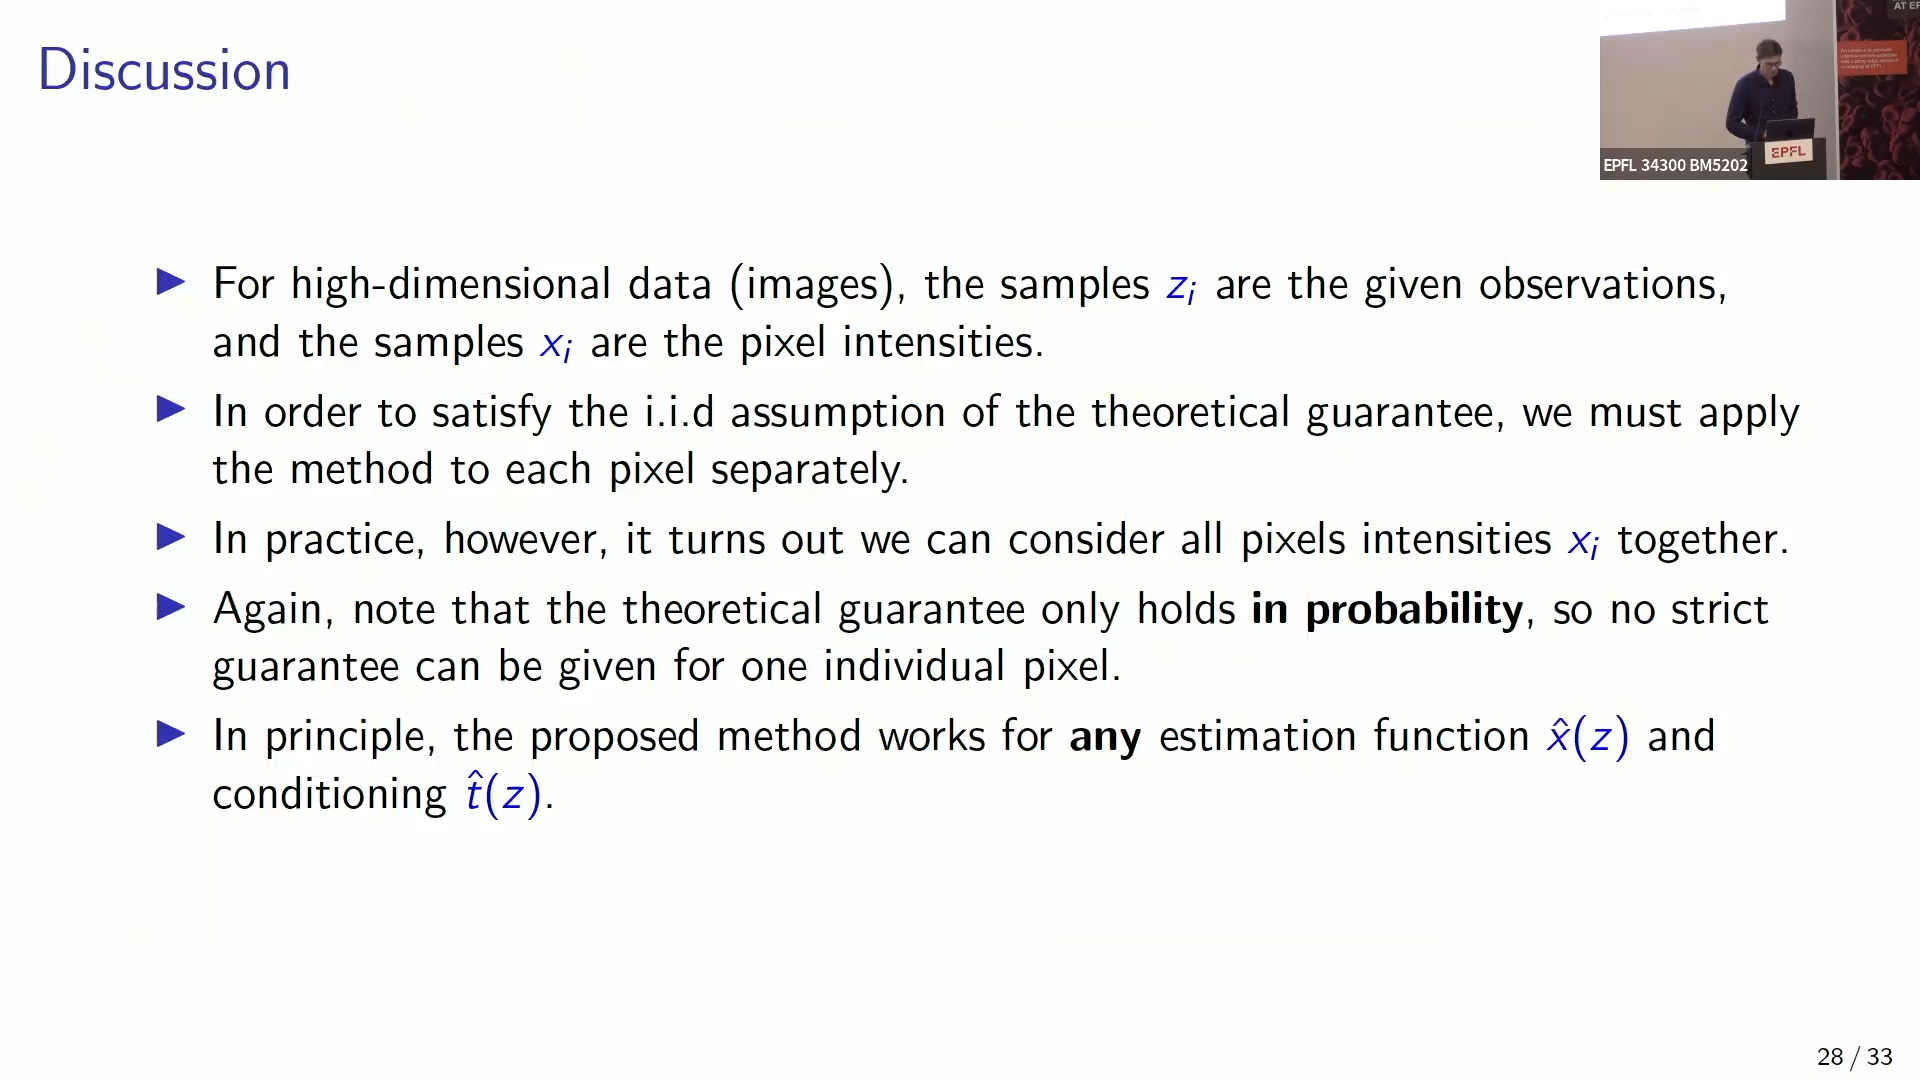 Discussion
AT
EPFL
EPFL 34300 BM5202
▶ For high-dimensional data (images), the samples zᵢ are the given observations,
and the samples xᵢ are the pixel intensities.
▶ In order to satisfy the i.i.d assumption of the theoretical guarantee, we must apply
the method to each pixel separately.
▶ In practice, however, it turns out we can consider all pixels intensities xᵢ together.
▶ Again, note that the theoretical guarantee only holds in probability, so no strict
guarantee can be given for one individual pixel.
▶ In principle, the proposed method works for any estimation function x̂(z) and
conditioning t̂(z).
28 / 33